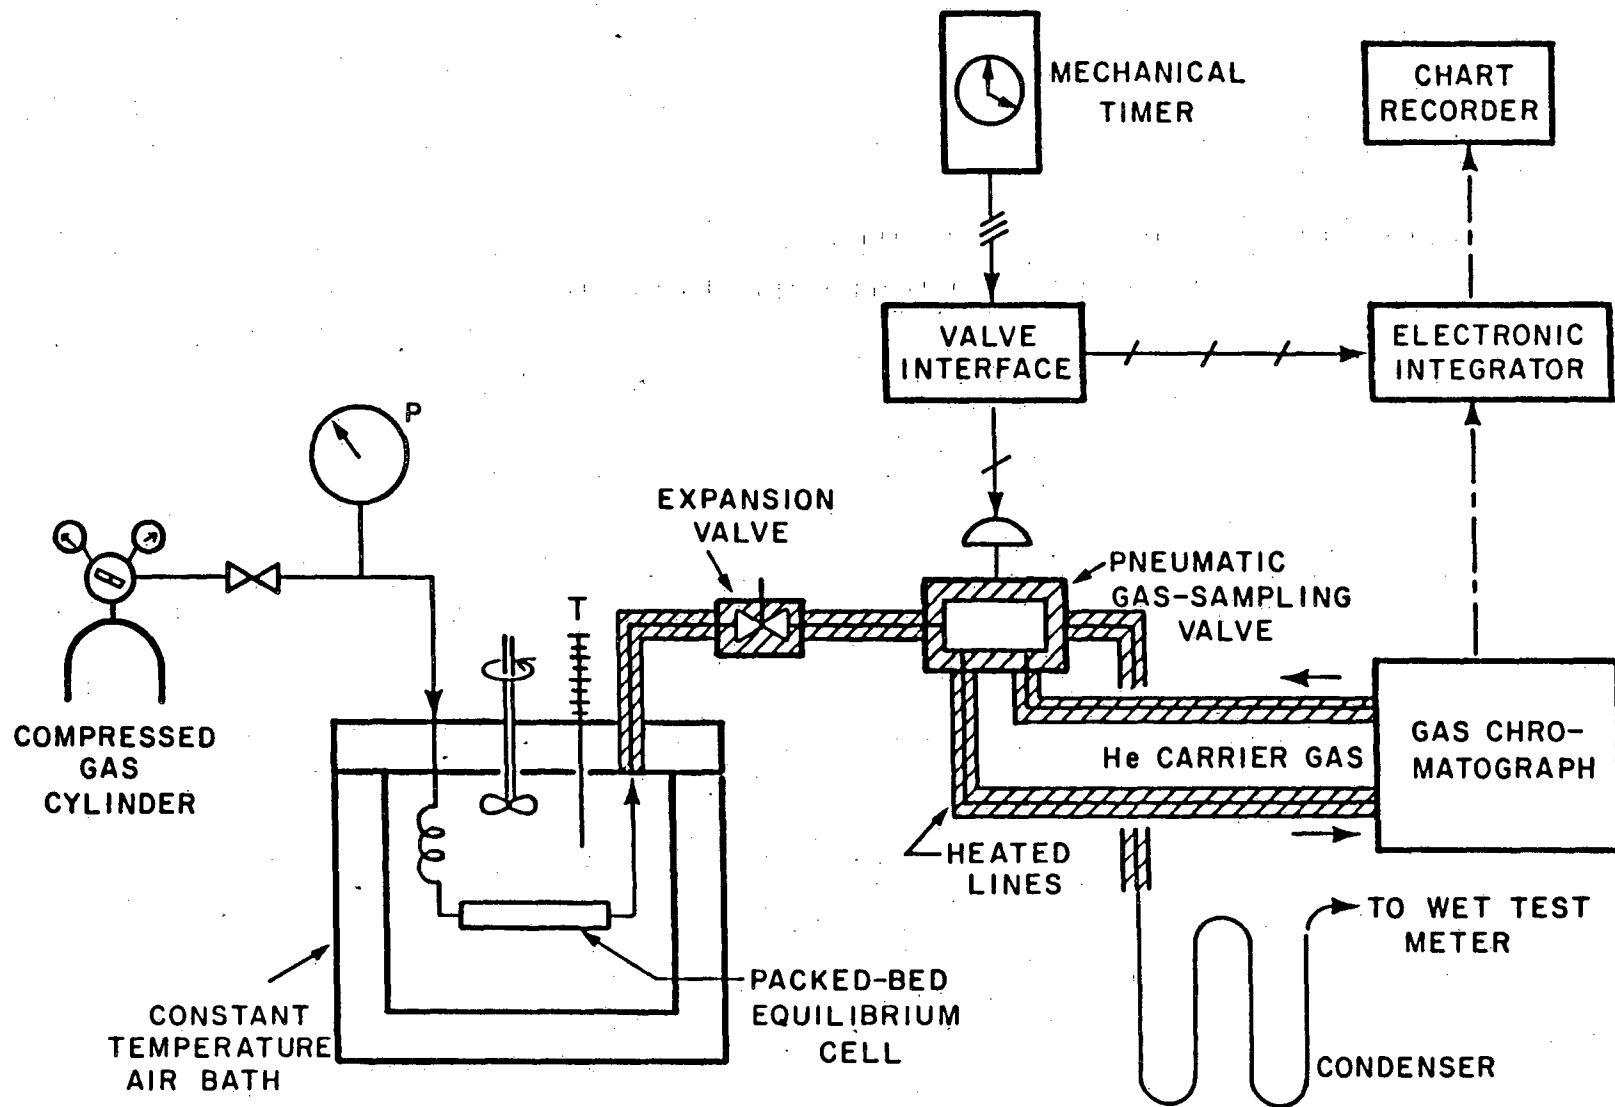 MECHANICAL
TIMER
CHART
RECORDER
VALVE
INTERFACE
ELECTRONIC
INTEGRATOR
P
EXPANSION
VALVE
PNEUMATIC
GAS-SAMPLING
VALVE
T
COMPRESSED
GAS
CYLINDER
He CARRIER GAS
GAS CHRO-
MATOGRAPH
HEATED
LINES
TO WET TEST
METER
PACKED-BED
EQUILIBRIUM
CELL
CONSTANT
TEMPERATURE
AIR BATH
CONDENSER